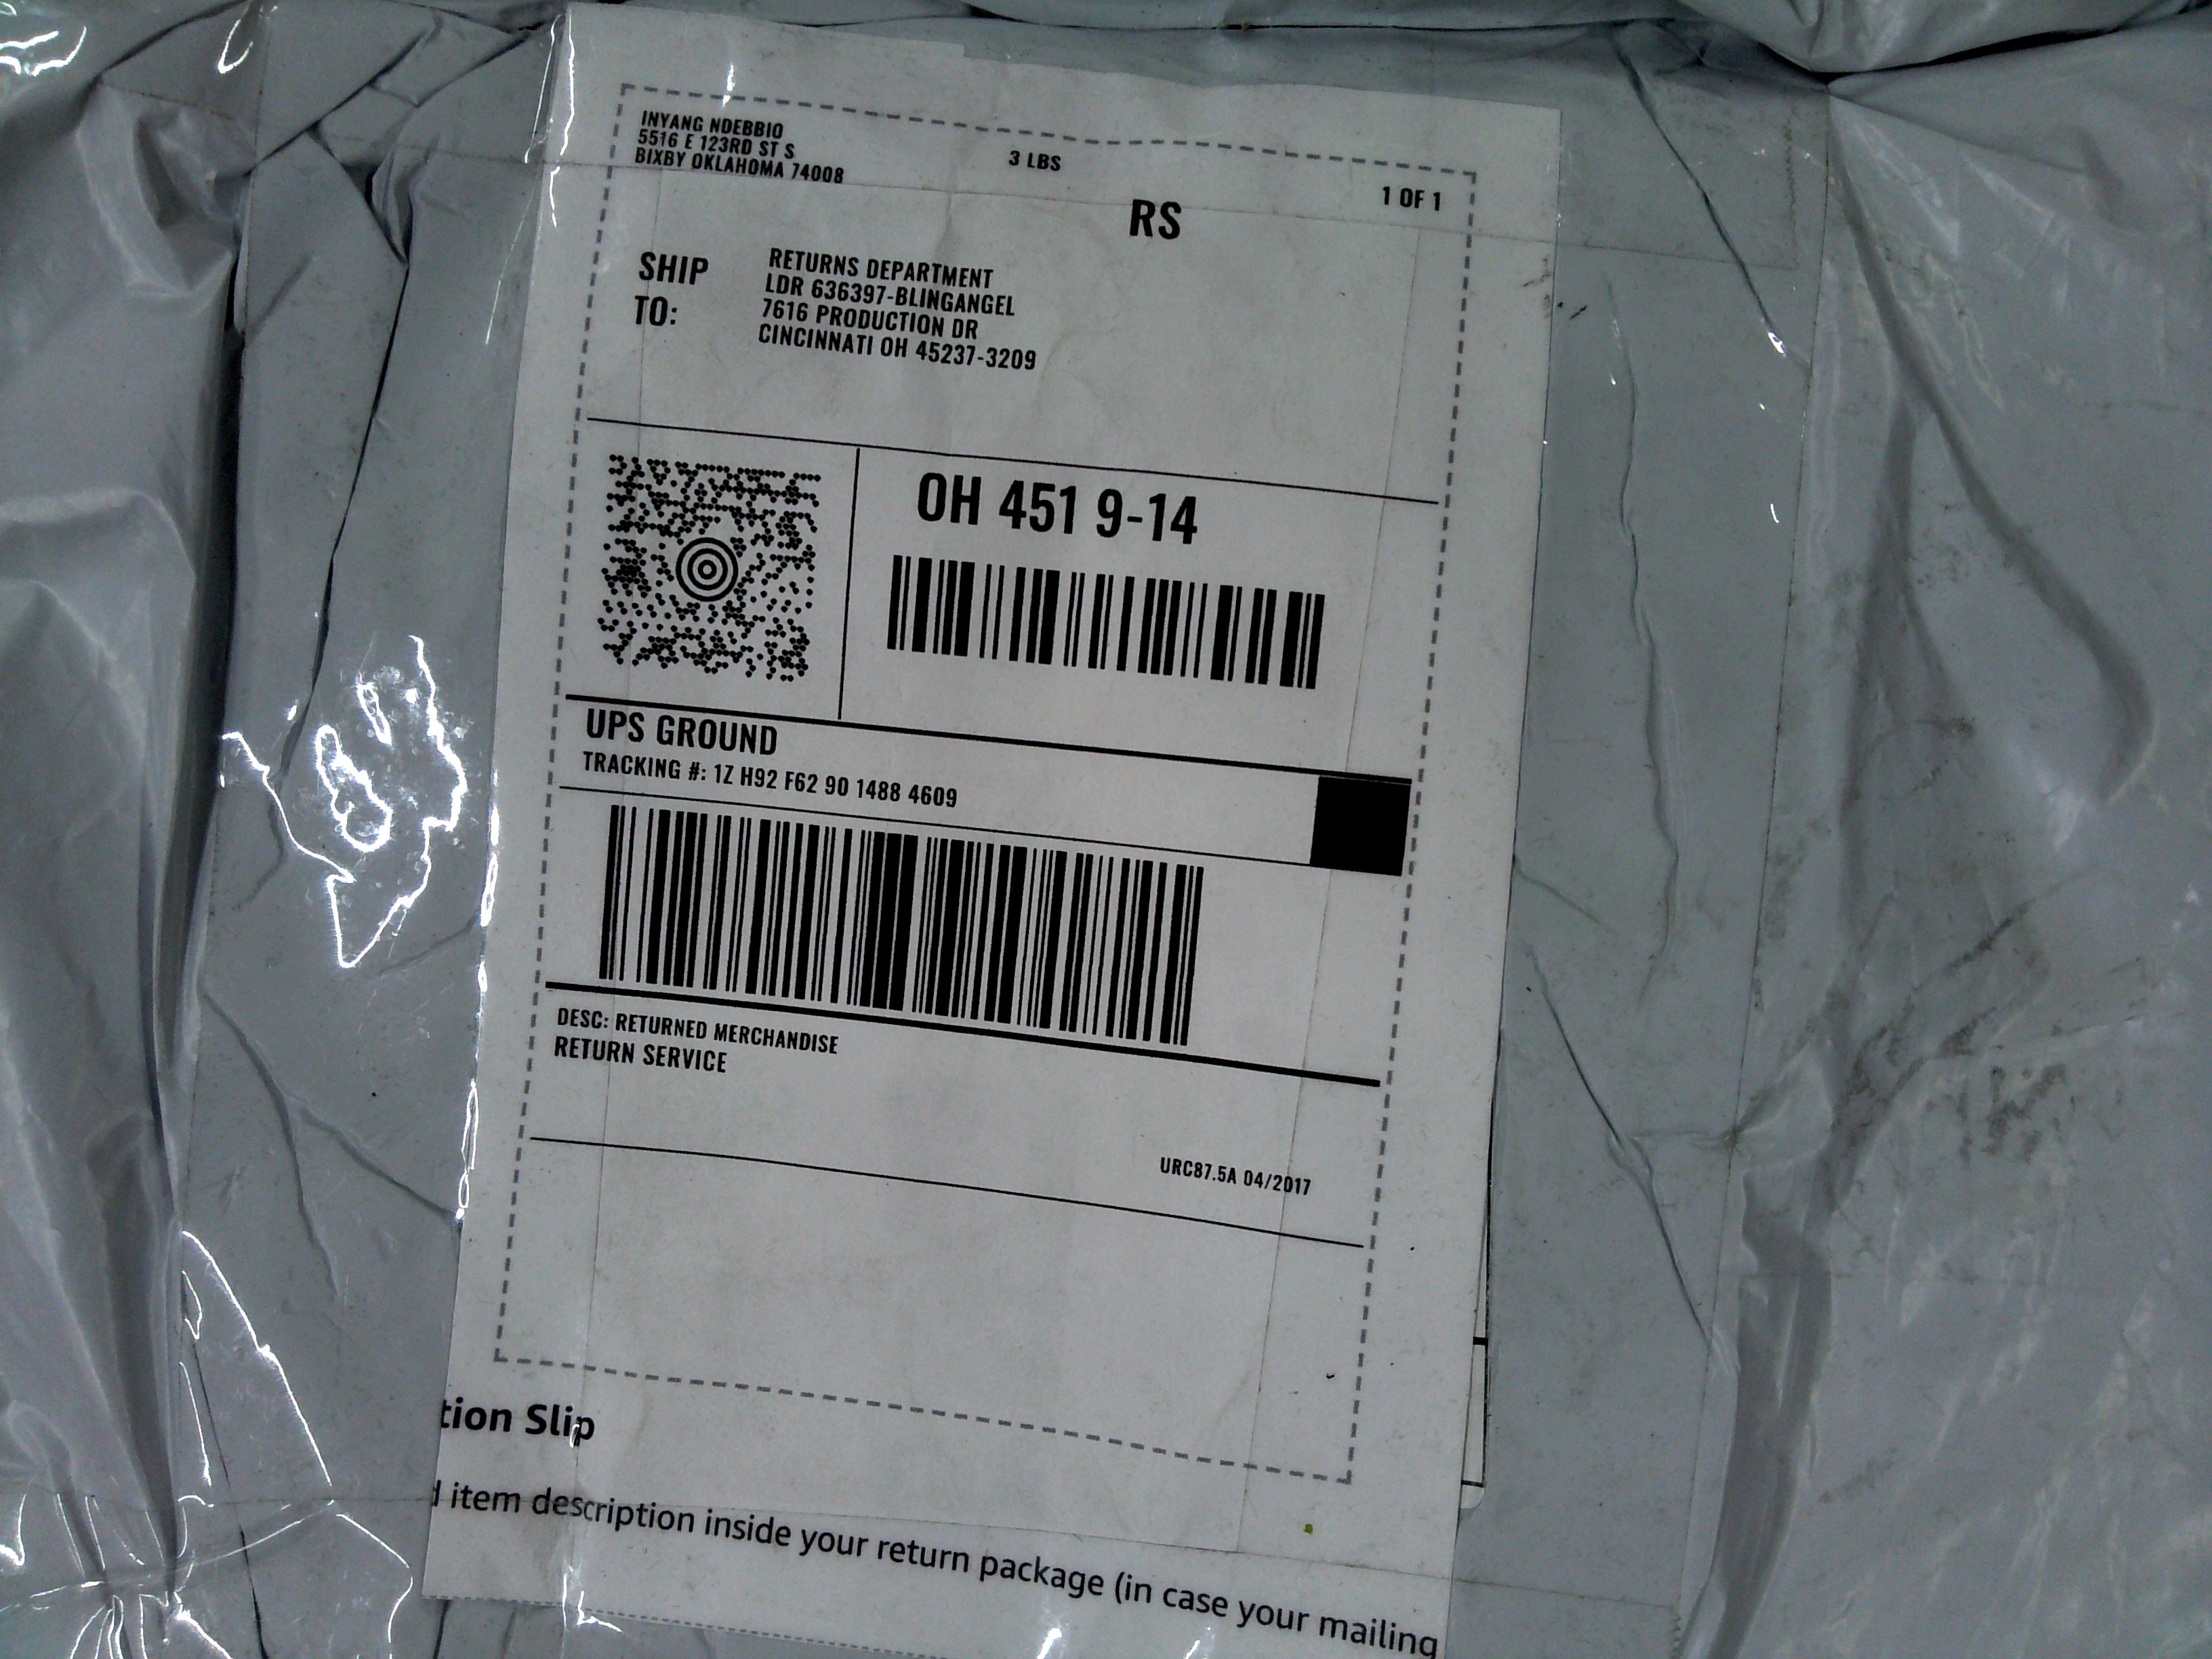 INYANG NDEBBIO
5516 E 123RD ST S
BIXBY OKLAHOMA 74008
3 LBS
1 OF 1
RS
SHIP
TO:
RETURNS DEPARTMENT
LDR 636397-BLINGANGEL
7616 PRODUCTION DR
CINCINNATI OH 45237-3209
OH 451 9-14
UPS GROUND
TRACKING #: 1Z H92 F62 90 1488 4609
DESC: RETURNED MERCHANDISE
RETURN SERVICE
URC87.5A 04/2017
tion Slip
item description inside your return package (in case your mailing